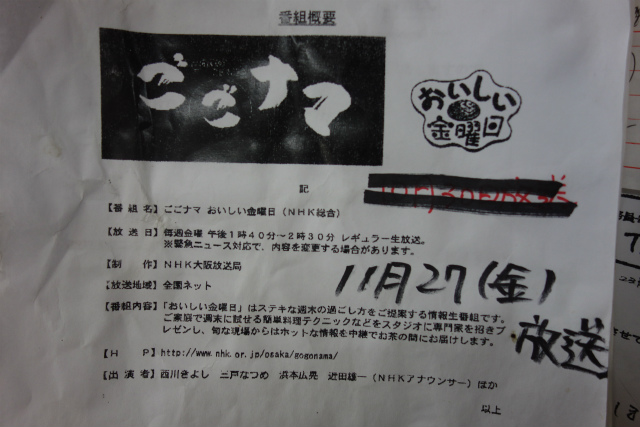 番組概要
ごごナマ
おいしい
金曜日
記
【番 組 名】ごごナマ おいしい金曜日（ＮＨＫ総合）
【放 送 日】毎週金曜 午後１時４０分～２時３０分 レギュラー生放送。
※緊急ニュース対応で、内容を変更する場合があります。
【制　　作】ＮＨＫ大阪放送局
【放送地域】全国ネット
11月27(金)
放送
【番組内容】「おいしい金曜日」はステキな週末の過ごし方をご提案する情報生番組です。
ご家庭で週末に試せる簡単料理テクニックなどをスタジオに専門家を招きプ
レゼンし、旬な現場からはホットな情報を中継でお茶の間にお届けします。
【Ｈ　　Ｐ】http://www.nhk.or.jp/osaka/gogonama/
【出 演 者】西川きよし 三戸なつめ 浜本広晃 近田雄一（ＮＨＫアナウンサー）ほか
以上